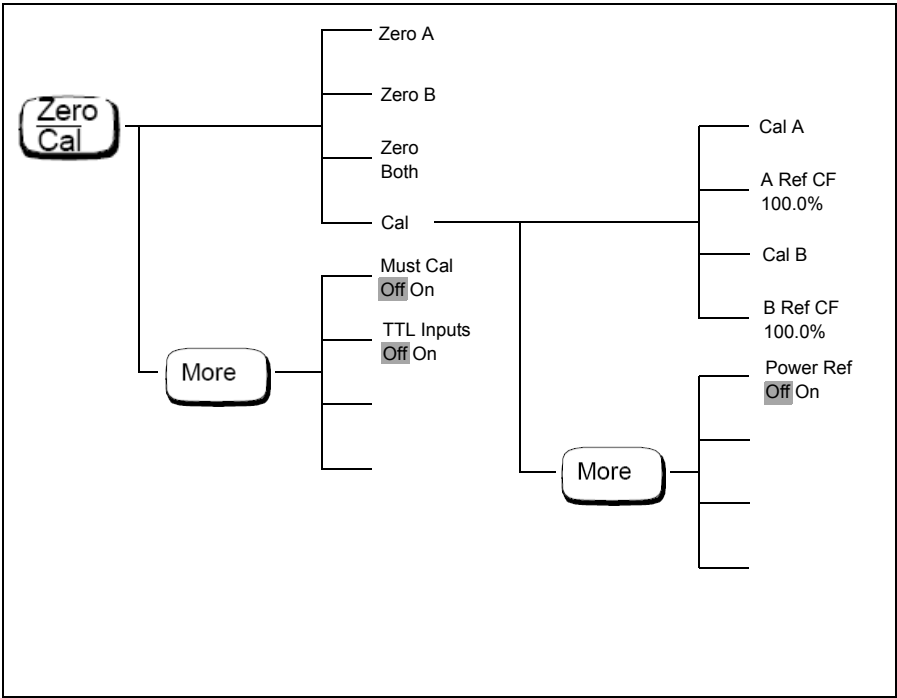 Zero
Cal
Zero A
Zero B
Zero
Both
Cal
Must Cal
Off On
TTL Inputs
Off On
More
Cal A
A Ref CF
100.0%
Cal B
B Ref CF
100.0%
Power Ref
Off On
More